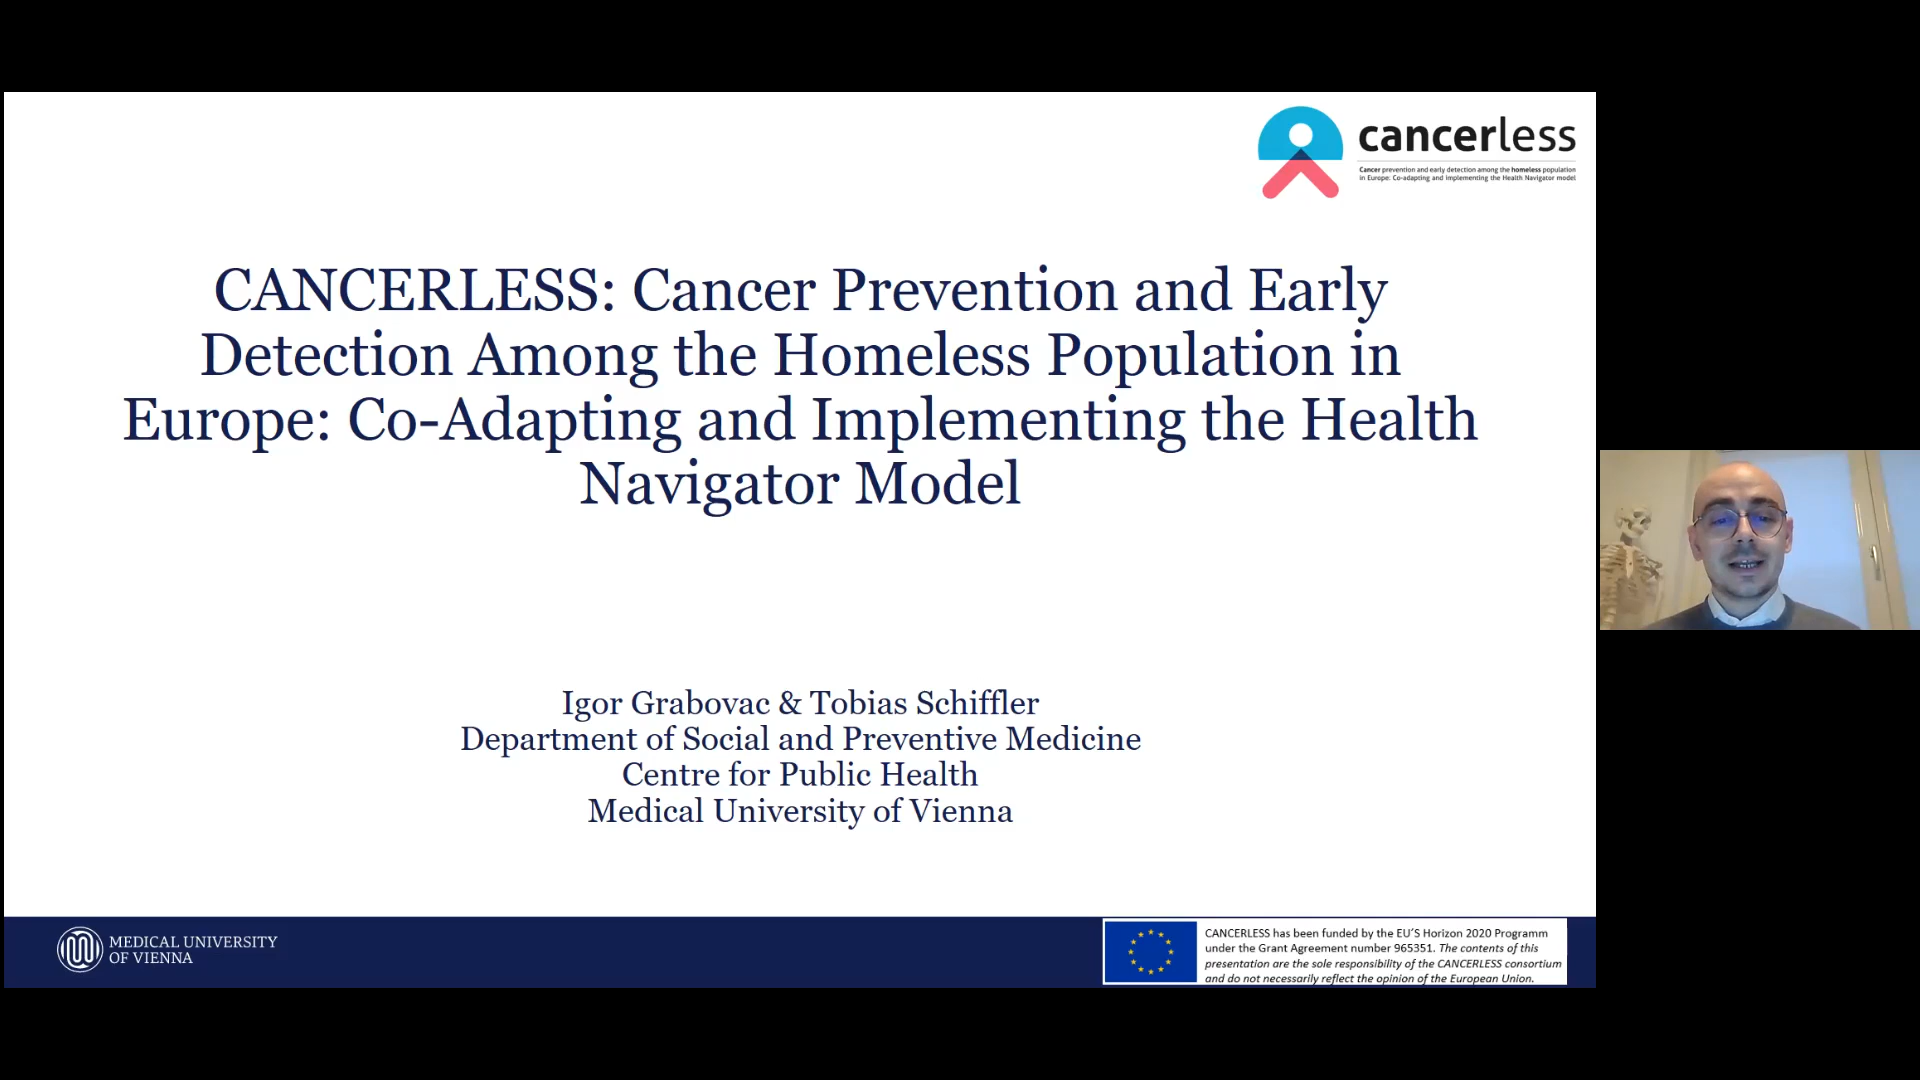 cancerless
Cancer prevention and early detection among the homeless population
in Europe: Co-adapting and implementing the Health Navigator model
CANCERLESS: Cancer Prevention and Early
Detection Among the Homeless Population in
Europe: Co-Adapting and Implementing the Health
Navigator Model
Igor Grabovac & Tobias Schiffler
Department of Social and Preventive Medicine
Centre for Public Health
Medical University of Vienna
MEDICAL UNIVERSITY
OF VIENNA
CANCERLESS has been funded by the EU´S Horizon 2020 Programm
under the Grant Agreement number 965351. The contents of this
presentation are the sole responsibility of the CANCERLESS consortium
and do not necessarily reflect the opinion of the European Union.